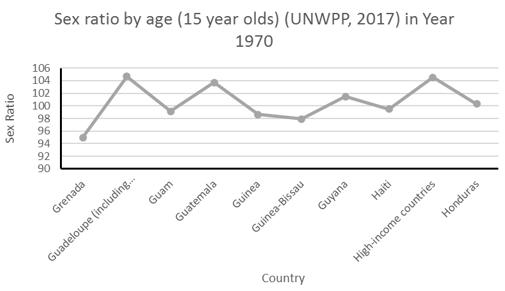 Sex ratio by age (15 year olds) (UNWPP, 2017) in Year
1970
Sex Ratio
106
104
102
100
98
96
94
92
90
Grenada
Guadeloupe (including…
Guam
Guatemala
Guinea
Guinea-Bissau
Guyana
Haiti
High-income countries
Honduras
Country